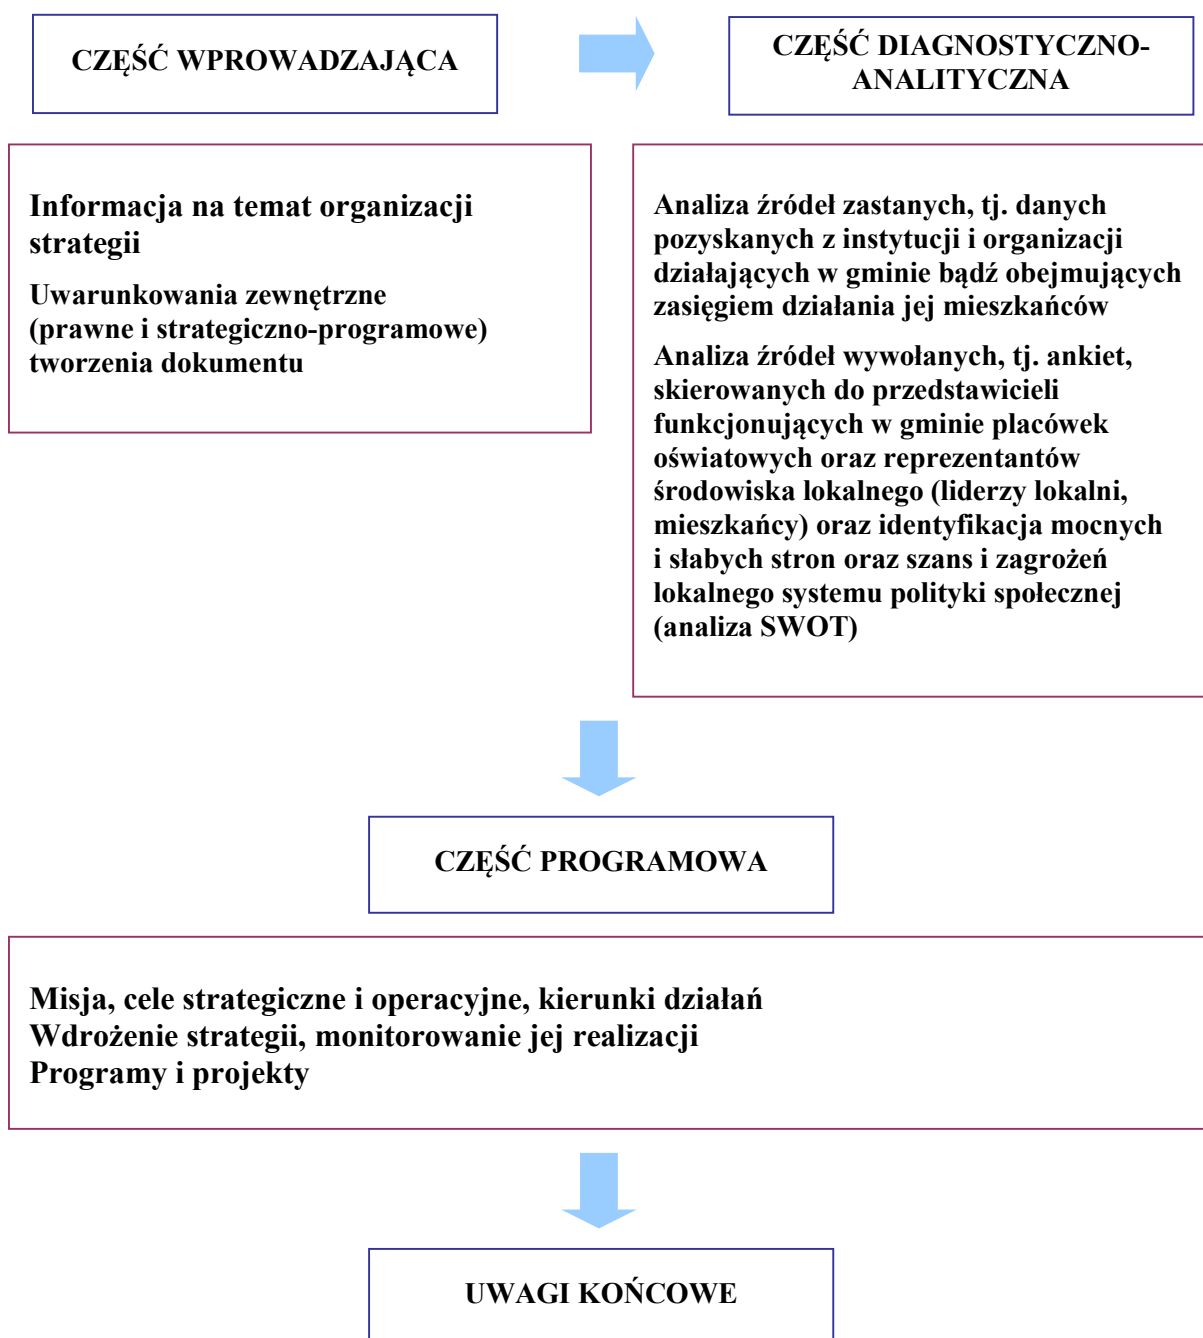 CZĘŚĆ WPROWADZAJĄCA
CZĘŚĆ DIAGNOSTYCZNO-
ANALITYCZNA
Informacja na temat organizacji
strategii
Uwarunkowania zewnętrzne
(prawne i strategiczno-programowe)
tworzenia dokumentu
Analiza źródeł zastanych, tj. danych
pozyskanych z instytucji i organizacji
działających w gminie bądź obejmujących
zasięgiem działania jej mieszkańców
Analiza źródeł wywołanych, tj. ankiet,
skierowanych do przedstawicieli
funkcjonujących w gminie placówek
oświatowych oraz reprezentantów
środowiska lokalnego (liderzy lokalni,
mieszkańcy) oraz identyfikacja mocnych
i słabych stron oraz szans i zagrożeń
lokalnego systemu polityki społecznej
(analiza SWOT)
CZĘŚĆ PROGRAMOWA
Misja, cele strategiczne i operacyjne, kierunki działań
Wdrożenie strategii, monitorowanie jej realizacji
Programy i projekty
UWAGI KOŃCOWE